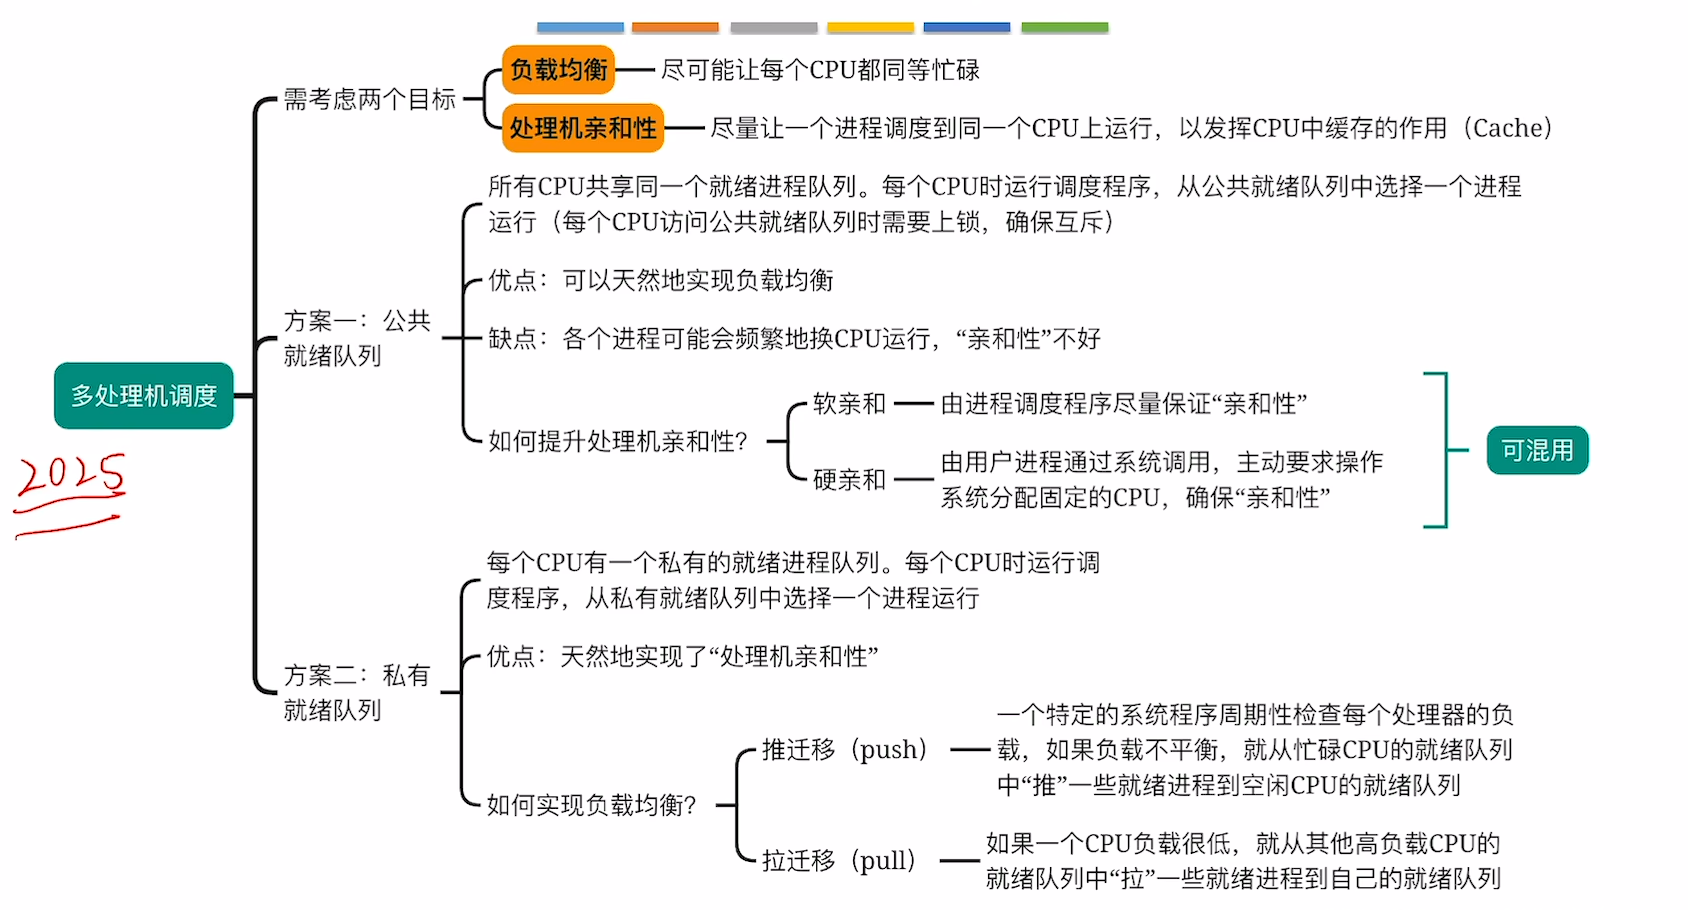 需考虑两个目标
负载均衡
尽可能让每个CPU都同等忙碌
处理机亲和性
尽量让一个进程调度到同一个CPU上运行，以发挥CPU中缓存的作用（Cache）
多处理机调度
2025
方案一：公共
就绪队列
所有CPU共享同一个就绪进程队列。每个CPU时运行调度程序，从公共就绪队列中选择一个进程
运行（每个CPU访问公共就绪队列时需要上锁，确保互斥）
优点：可以天然地实现负载均衡
缺点：各个进程可能会频繁地换CPU运行，“亲和性”不好
如何提升处理机亲和性？
软亲和
由进程调度程序尽量保证“亲和性”
硬亲和
由用户进程通过系统调用，主动要求操作
系统分配固定的CPU，确保“亲和性”
可混用
方案二：私有
就绪队列
每个CPU有一个私有的就绪进程队列。每个CPU时运行调
度程序，从私有就绪队列中选择一个进程运行
优点：天然地实现了“处理机亲和性”
如何实现负载均衡？
推迁移（push）
一个特定的系统程序周期性检查每个处理器的负
载，如果负载不平衡，就从忙碌CPU的就绪队列
中“推”一些就绪进程到空闲CPU的就绪队列
拉迁移（pull）
如果一个CPU负载很低，就从其他高负载CPU的
就绪队列中“拉”一些就绪进程到自己的就绪队列